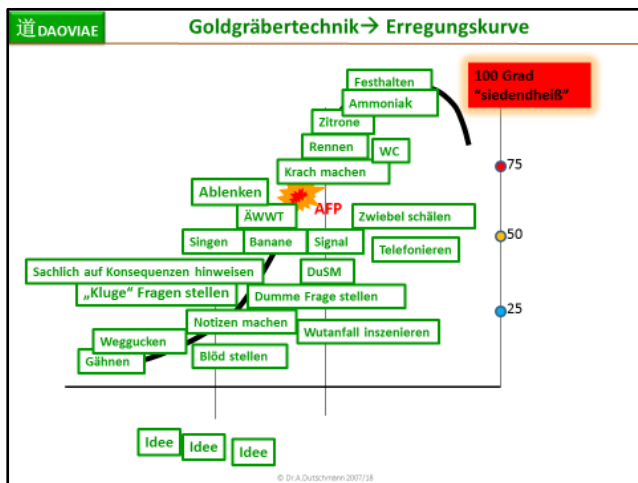 道DAOVIAE
Goldgräbertechnik→ Erregungskurve
100 Grad
"siedendheiß"
Festhalten
Ammoniak
Zitrone
Rennen
WC
Krach machen
75
Ablenken
AFP
ÄWWT
Zwiebel schälen
Singen
Banane
Signal
50
Telefonieren
Sachlich auf Konsequenzen hinweisen
DuSM
„Kluge“ Fragen stellen
Dumme Frage stellen
25
Notizen machen
Wutanfall inszenieren
Weggucken
Gähnen
Blöd stellen
Idee
Idee
Idee
© Dr.A.Dutschmann 2007/18